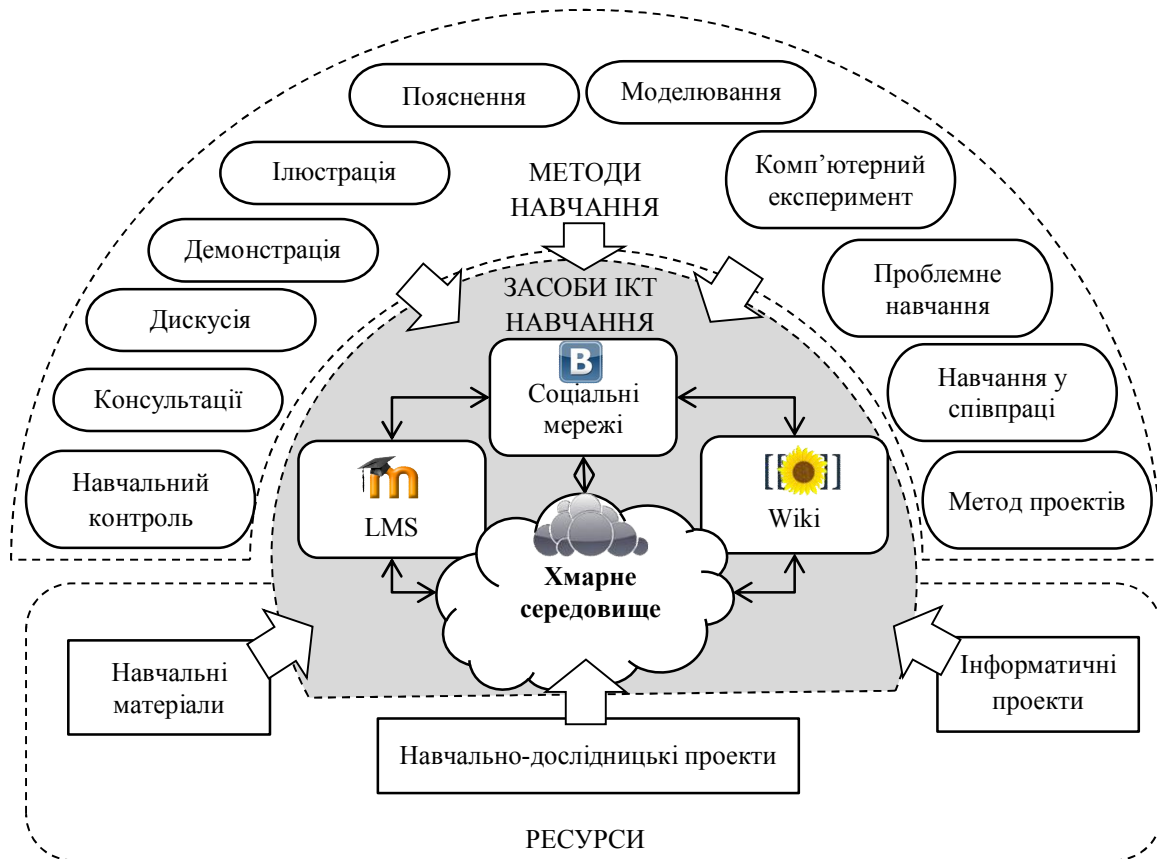 Пояснення
Моделювання
Ілюстрація
МЕТОДИ
НАВЧАННЯ
Комп’ютерний
експеримент
Демонстрація
Проблемне
навчання
Дискусія
ЗАСОБИ ІКТ
НАВЧАННЯ
В
Соціальні
мережі
Консультації
Навчання у
співпраці
Навчальний
контроль
m
LMS
[[ ]]
Wiki
Метод проектів
Хмарне
середовище
Навчальні
матеріали
Інформатичні
проекти
Навчально-дослідницькі проекти
РЕСУРСИ